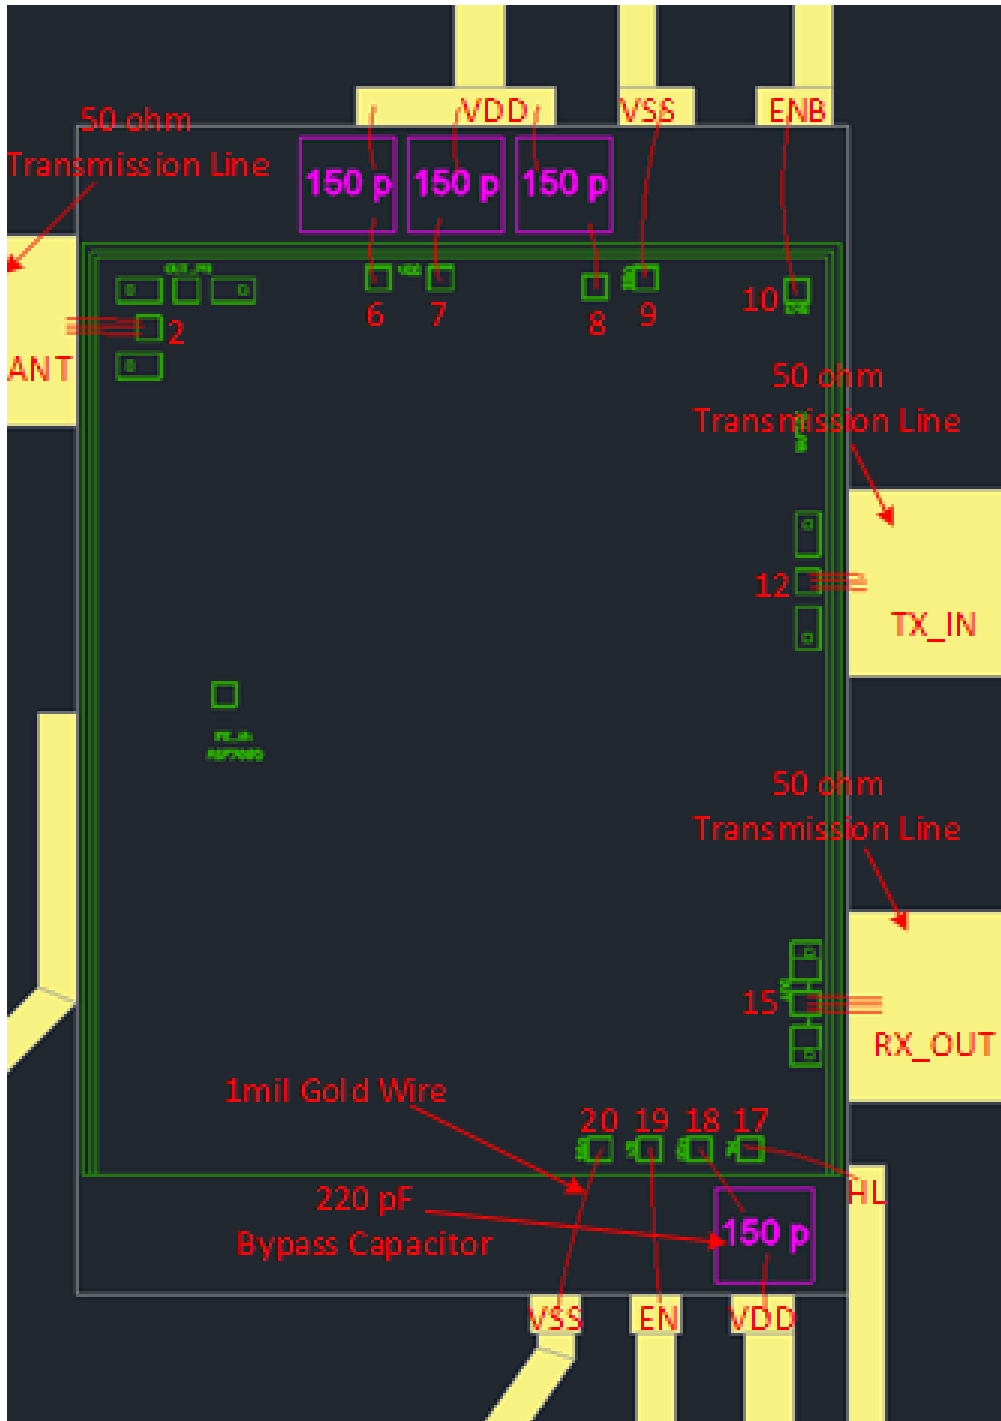 VDD
VSS
ENB
50 ohm
Transmission Line
150 p
150 p
150 p
6
7
8
9
10
2
ANT
50 ohm
Transmission Line
12
TX_IN
50 ohm
Transmission Line
15
RX_OUT
1mil Gold Wire
20
19
18
17
HL
220 pF
Bypass Capacitor
150 p
VSS
EN
VDD